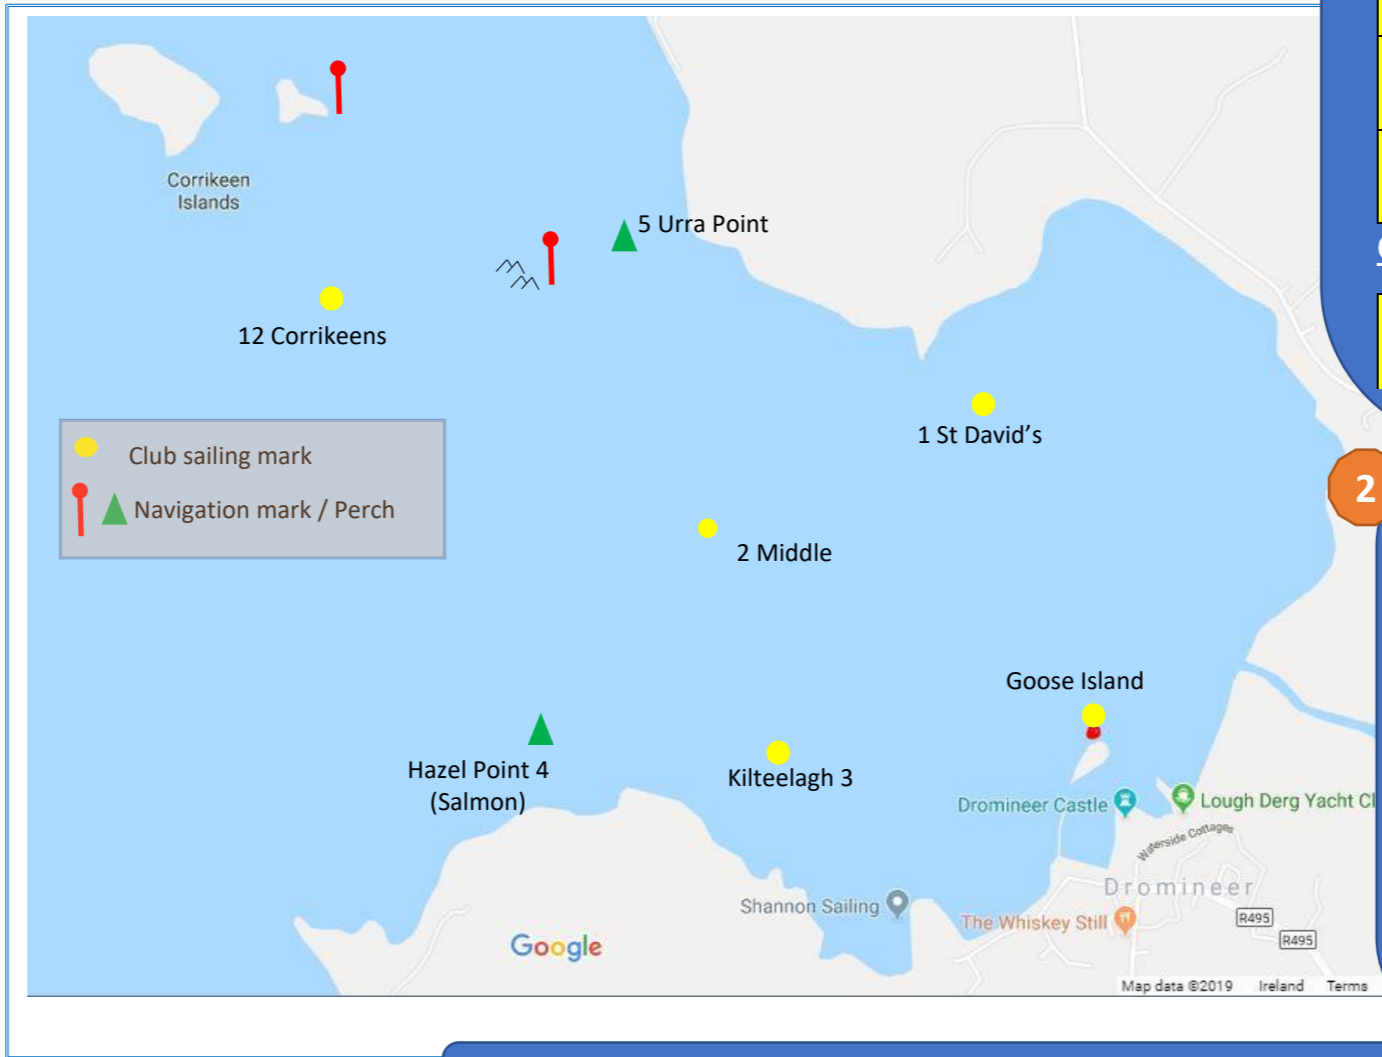 Corrikeen
Islands
5 Urra Point
12 Corrikeens
Club sailing mark
Navigation mark / Perch
1 St David’s
2
2 Middle
Goose Island
Hazel Point 4
(Salmon)
Kilteelagh 3
Dromineer Castle
Lough Derg Yacht Cl
Waterside Cottages
Dromineer
Shannon Sailing
The Whiskey Still
R495
R495
Google
Map data ©2019 Ireland Terms